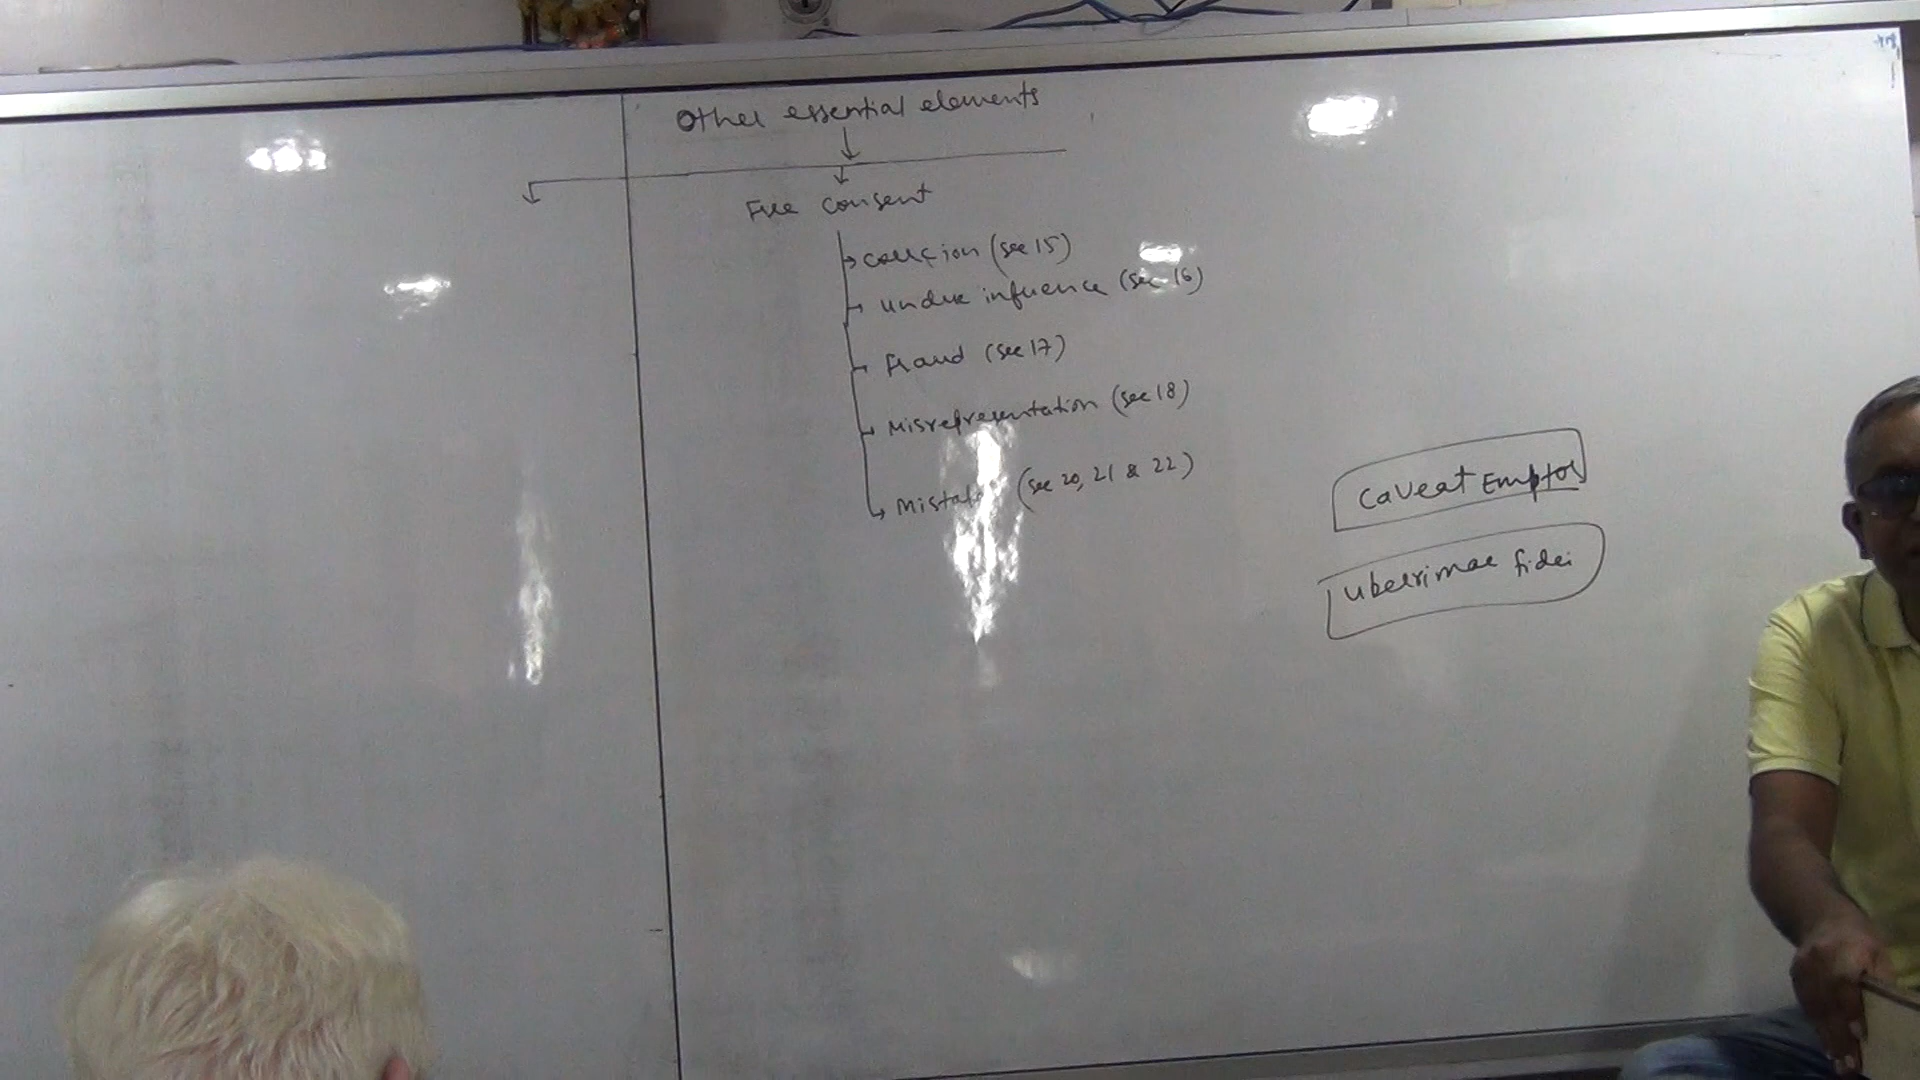 Other essential elements
Free consent
coercion (sec 15)
undue influence (sec 16)
fraud (sec 17)
Misrepresentation (sec 18)
(sec 20, 21 & 22)
caveat Emptor
uberrimae fidei